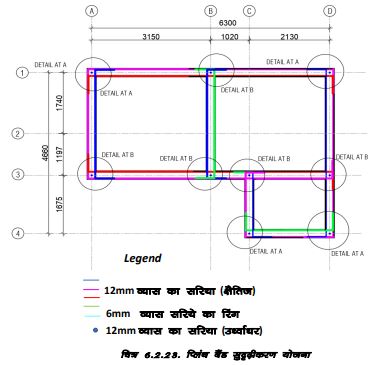 A B C D
6300
3150 1020 2130
DETAIL AT A
DETAIL AT A
1
DETAIL AT A DETAIL AT B
1740
2
4660
1197
DETAIL AT B DETAIL AT B DETAIL AT B DETAIL AT B
3
1675
4
DETAIL AT A DETAIL AT A
Legend
12mm व्यास का सरिया (क्षैतिज)
6mm व्यास सरिये का रिंग
12mm व्यास का सरिया (उर्ध्वाधर)
चित्र 6.2.23. प्लिंथ बैंड सुदृढ़ीकरण योजना